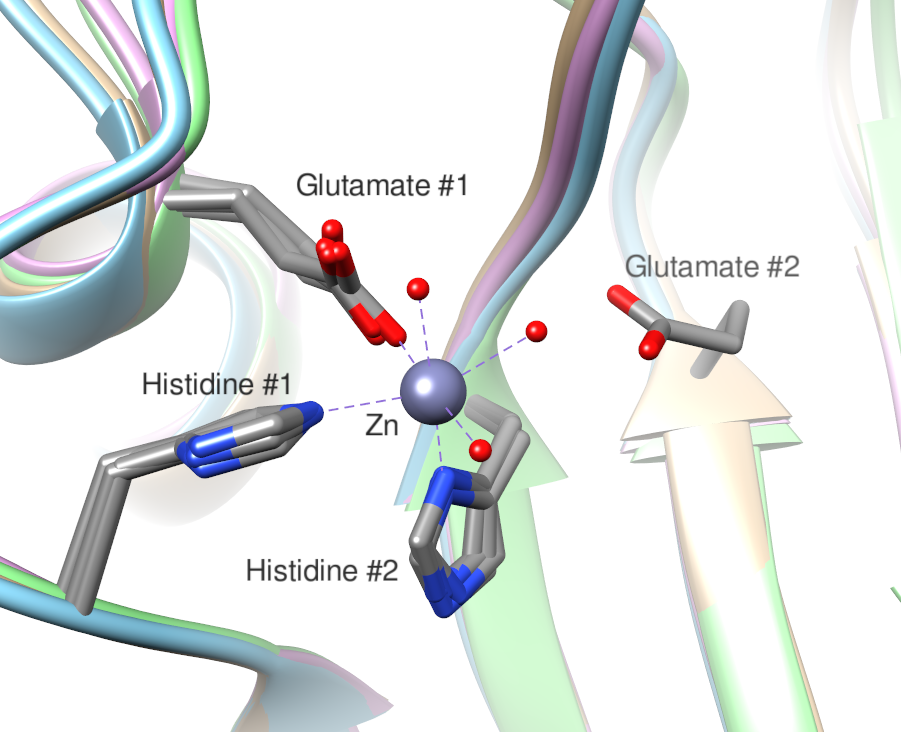 Glutamate #1
Glutamate #2
Histidine #1
Zn
Histidine #2